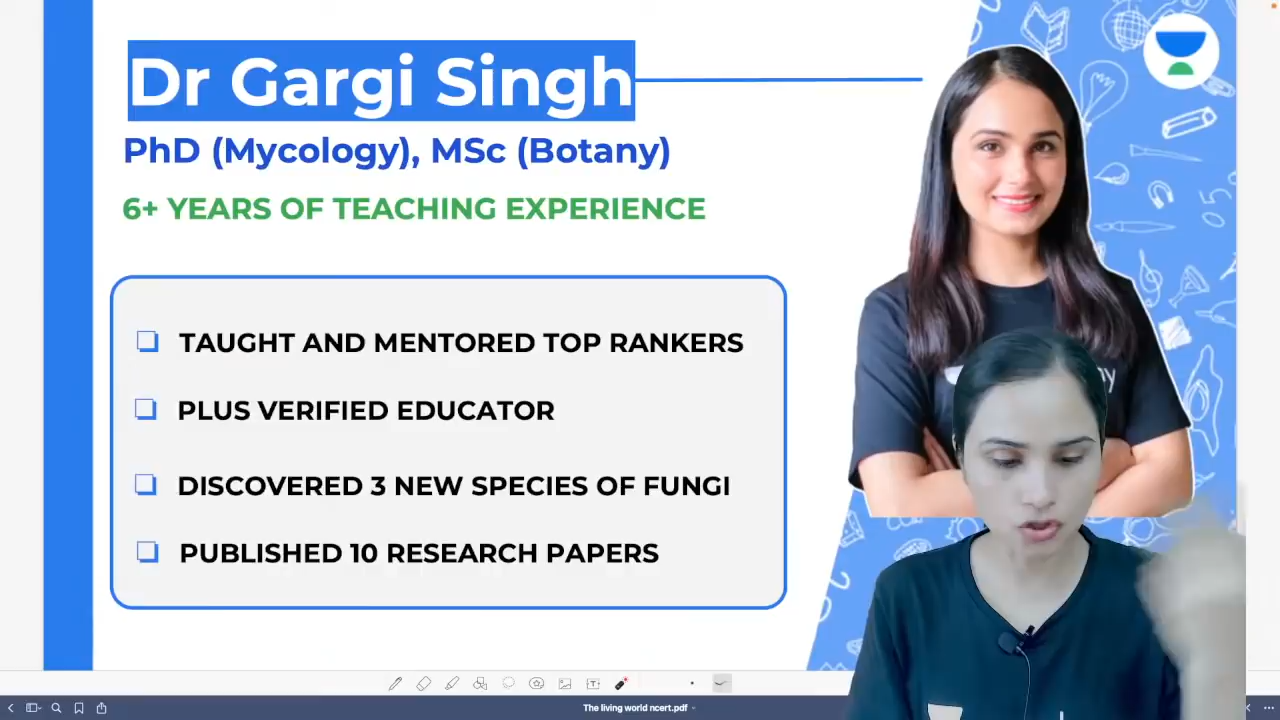 Dr Gargi Singh
PhD (Mycology), MSc (Botany)
6+ YEARS OF TEACHING EXPERIENCE
TAUGHT AND MENTORED TOP RANKERS
PLUS VERIFIED EDUCATOR
DISCOVERED 3 NEW SPECIES OF FUNGI
PUBLISHED 10 RESEARCH PAPERS
The living world ncert.pdf